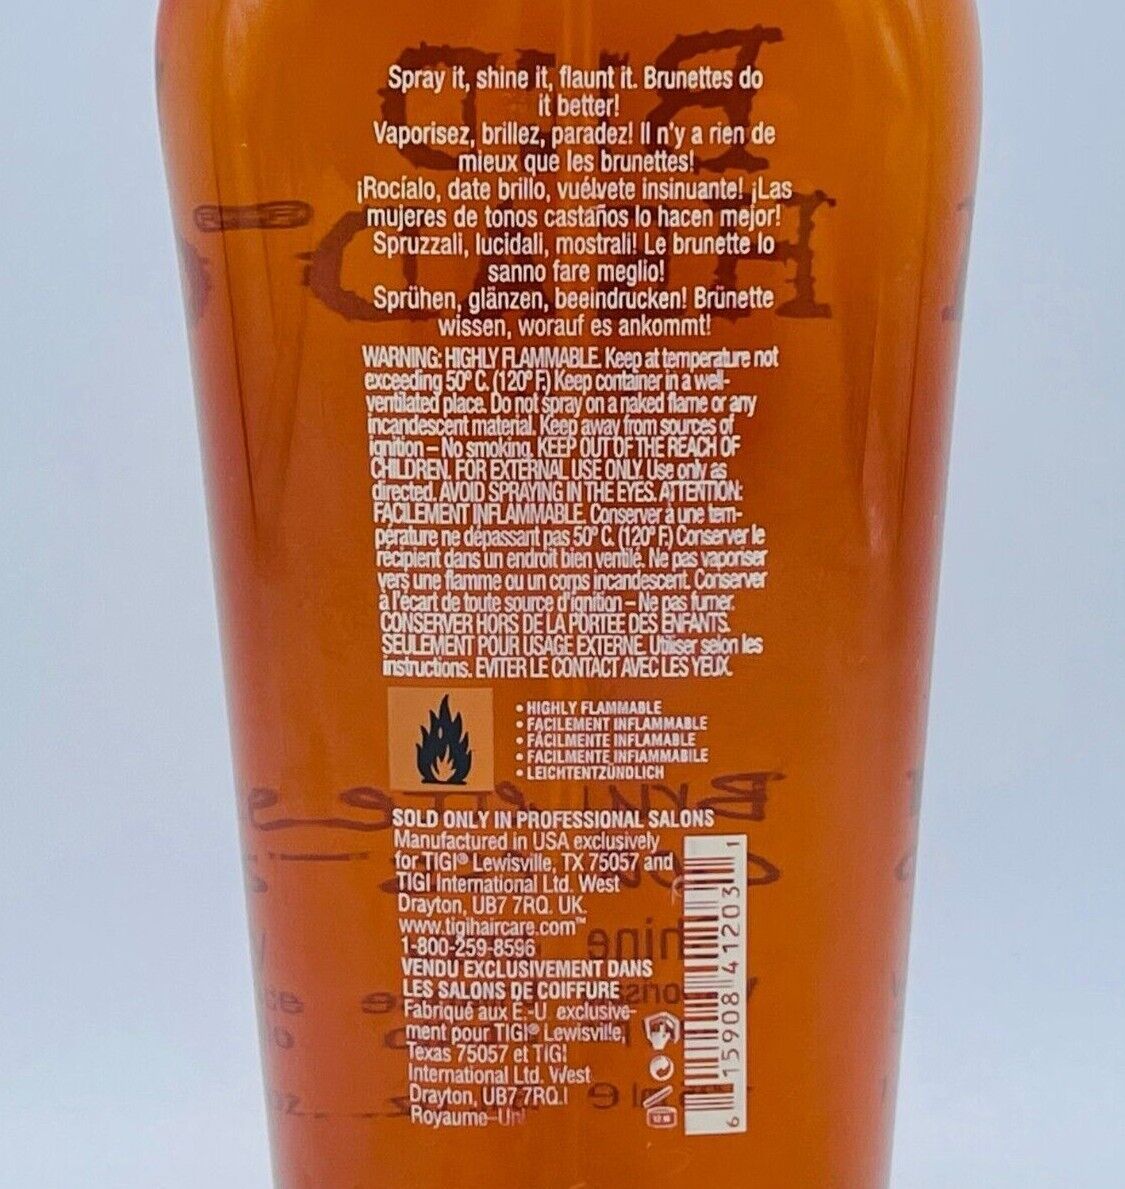 Spray it, shine it, flaunt it. Brunettes do
it better!
Vaporisez, brillez, paradez! Il n'y a rien de
mieux que les brunettes!
¡Rocíalo, date brillo, vuélvete insinuante! ¡Las
mujeres de tonos castaños lo hacen mejor!
Spruzzali, lucidali, mostrali! Le brunette lo
sanno fare meglio!
Sprühen, glänzen, beeindrucken! Brünette
wissen, worauf es ankommt!
WARNING: HIGHLY FLAMMABLE. Keep at temperature not
exceeding 50° C. (120° F.) Keep container in a well-
ventilated place. Do not spray on a naked flame or any
incandescent material. Keep away from sources of
ignition – No smoking. KEEP OUT OF THE REACH OF
CHILDREN. FOR EXTERNAL USE ONLY. Use only as
directed. AVOID SPRAYING IN THE EYES. ATTENTION:
FACILEMENT INFLAMMABLE. Conserver à une tem-
pérature ne dépassant pas 50° C. (120° F.) Conserver le
récipient dans un endroit bien ventilé. Ne pas vaporiser
vers une flamme ou un corps incandescent. Conserver
à l'écart de toute source d'ignition – Ne pas fumer.
CONSERVER HORS DE LA PORTEE DES ENFANTS.
SEULEMENT POUR USAGE EXTERNE. Utiliser selon les
instructions. EVITER LE CONTACT AVEC LES YEUX.
• HIGHLY FLAMMABLE
• FACILEMENT INFLAMMABLE
• FÁCILMENTE INFLAMABLE
• FACILMENTE INFIAMMABILE
• LEICHTENTZÜNDLICH
SOLD ONLY IN PROFESSIONAL SALONS
Manufactured in USA exclusively
for TIGI® Lewisville, TX 75057 and
TIGI International Ltd. West
Drayton, UB7 7RQ. UK.
www.tigihaircare.com™
1-800-259-8596
VENDU EXCLUSIVEMENT DANS
LES SALONS DE COIFFURE
Fabriqué aux É.-U. exclusive-
ment pour TIGI® Lewisville,
Texas 75057 et TIGI
International Ltd. West
Drayton, UB7 7RQ.
Royaume-Uni
6 15908 41203 1